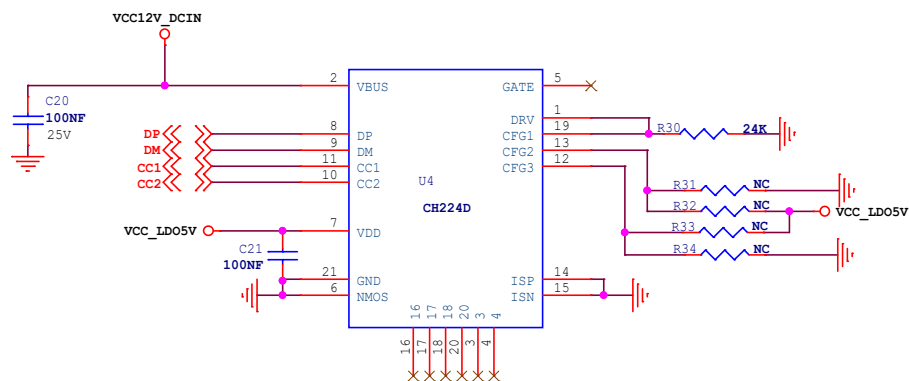 VCC12V_DCIN
C20
100NF
25V
2 VBUS
GATE 5
DRV 1
CFG1 19
CFG2 13
CFG3 12
DP 8 DP
DM 9 DM
CC1 11 CC1
CC2 10 CC2
U4
CH224D
R30 24K
R31 NC
R32 NC
VCC_LDO5V
R33 NC
R34 NC
VCC_LDO5V
7 VDD
C21
100NF
21 GND
6 NMOS
ISP 14
ISN 15
16 17 18 20 3 4
16 17 18 20 3 4